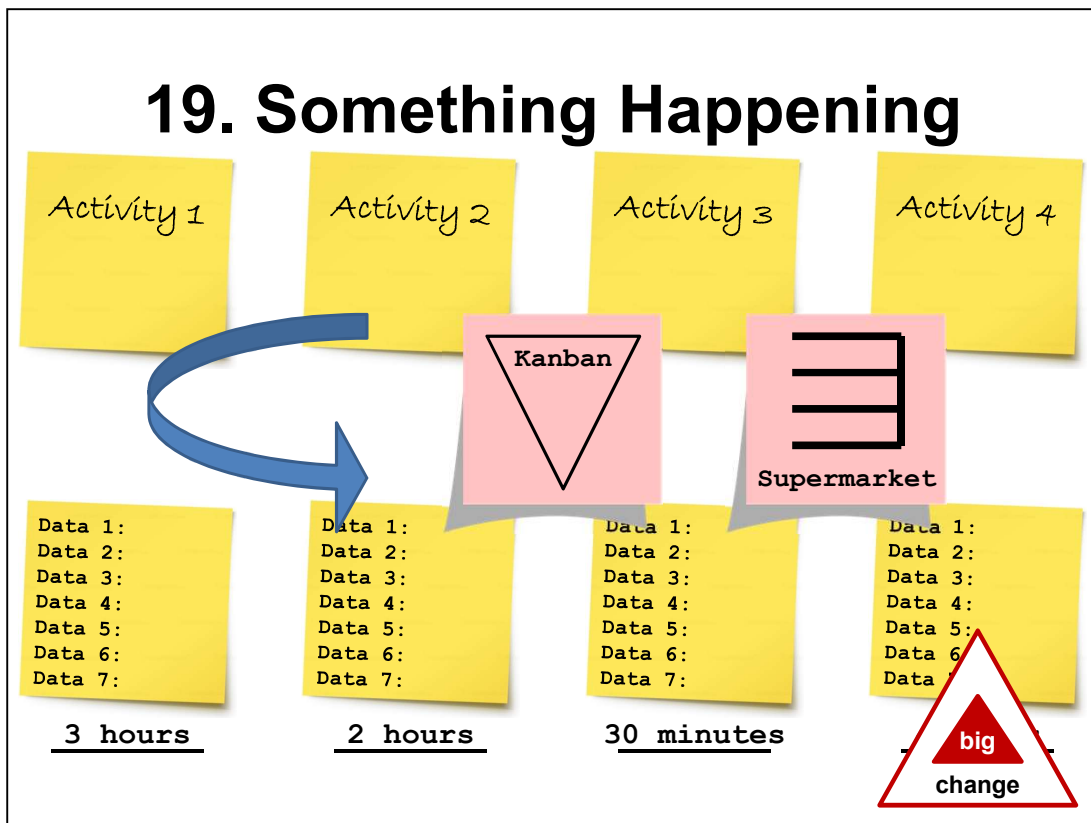 19. Something Happening
Activity 1
Activity 2
Activity 3
Activity 4
Kanban
Supermarket
Data 1:
Data 2:
Data 3:
Data 4:
Data 5:
Data 6:
Data 7:
Data 1:
Data 2:
Data 3:
Data 4:
Data 5:
Data 6:
Data 7:
Data 1:
Data 2:
Data 3:
Data 4:
Data 5:
Data 6:
Data 7:
Data 1:
Data 2:
Data 3:
Data 4:
Data 5:
Data 6
3 hours
2 hours
30 minutes
big
change